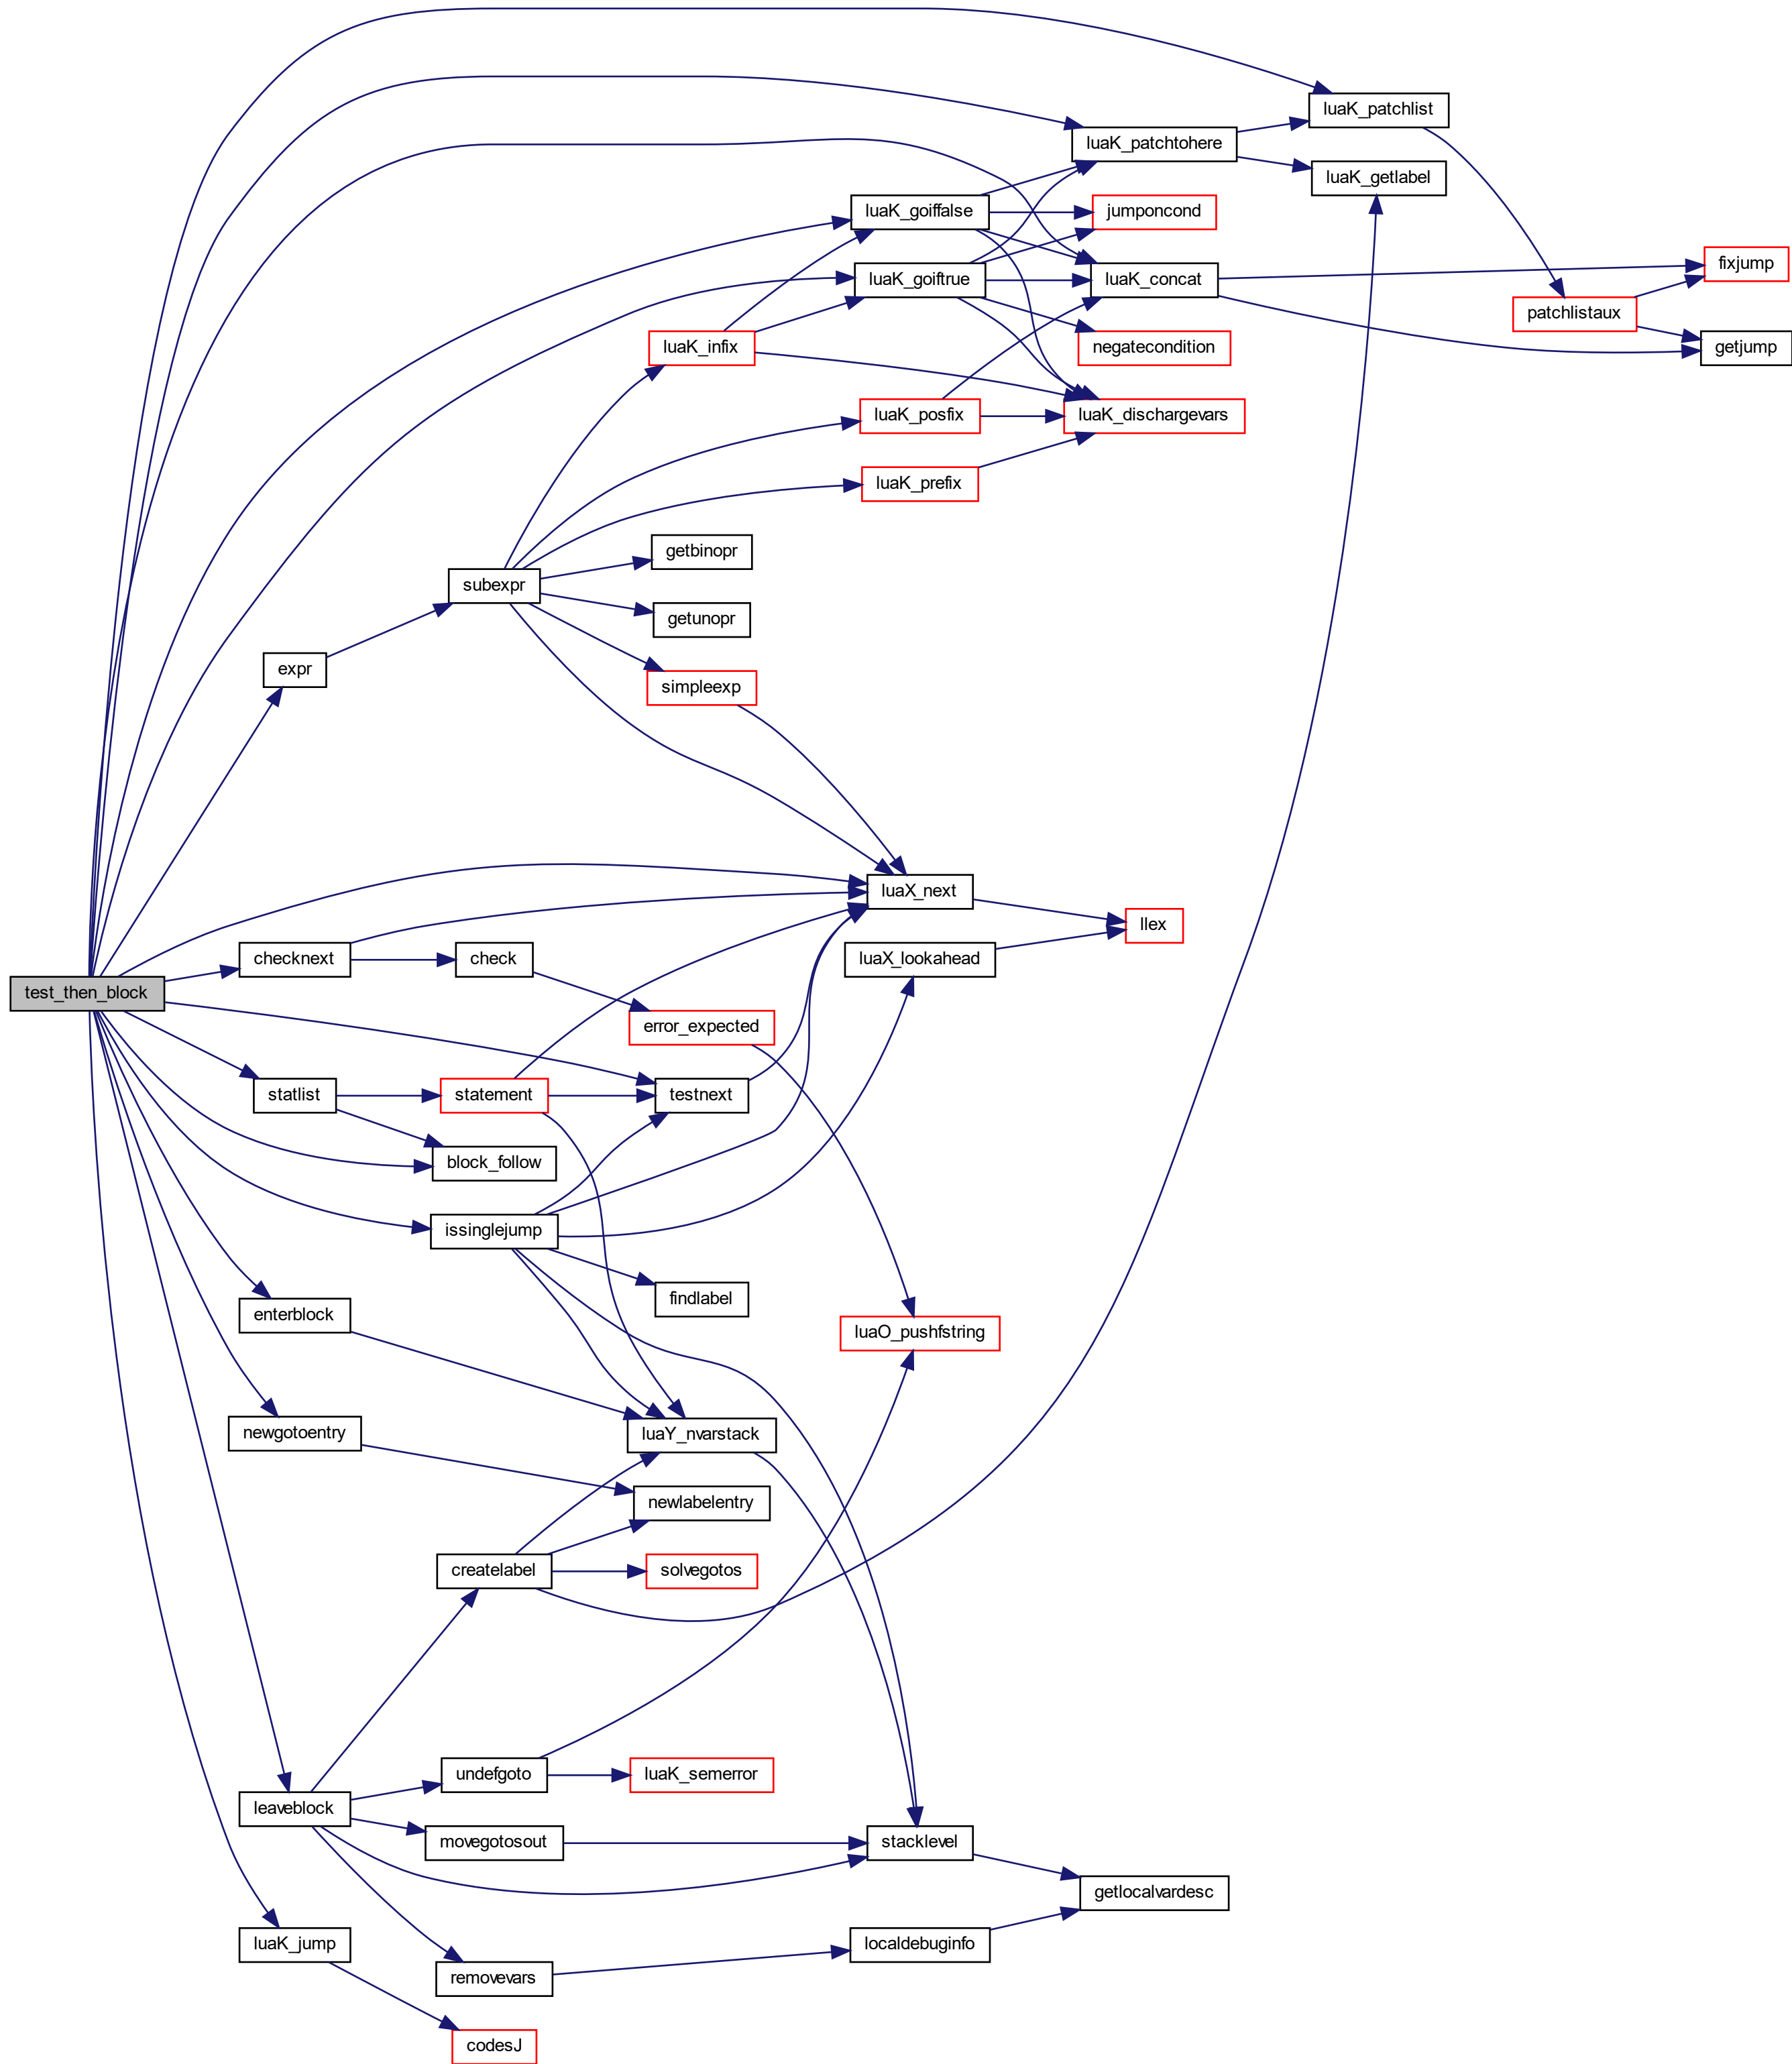 luaK_patchlist
luaK_patchtohere
luaK_getlabel
luaK_goiffalse
jumponcond
fixjump
luaK_goiftrue
luaK_concat
patchlistaux
getjump
luaK_infix
negatecondition
luaK_posfix
luaK_dischargevars
luaK_prefix
getbinopr
subexpr
getunopr
expr
simpleexp
luaX_next
llex
checknext
check
luaX_lookahead
test_then_block
error_expected
statlist
statement
testnext
block_follow
issinglejump
findlabel
enterblock
luaO_pushfstring
newgotoentry
luaY_nvarstack
newlabelentry
createlabel
solvegotos
undefgoto
luaK_semerror
leaveblock
movegotosout
stacklevel
getlocalvardesc
luaK_jump
localdebuginfo
removevars
codesJ